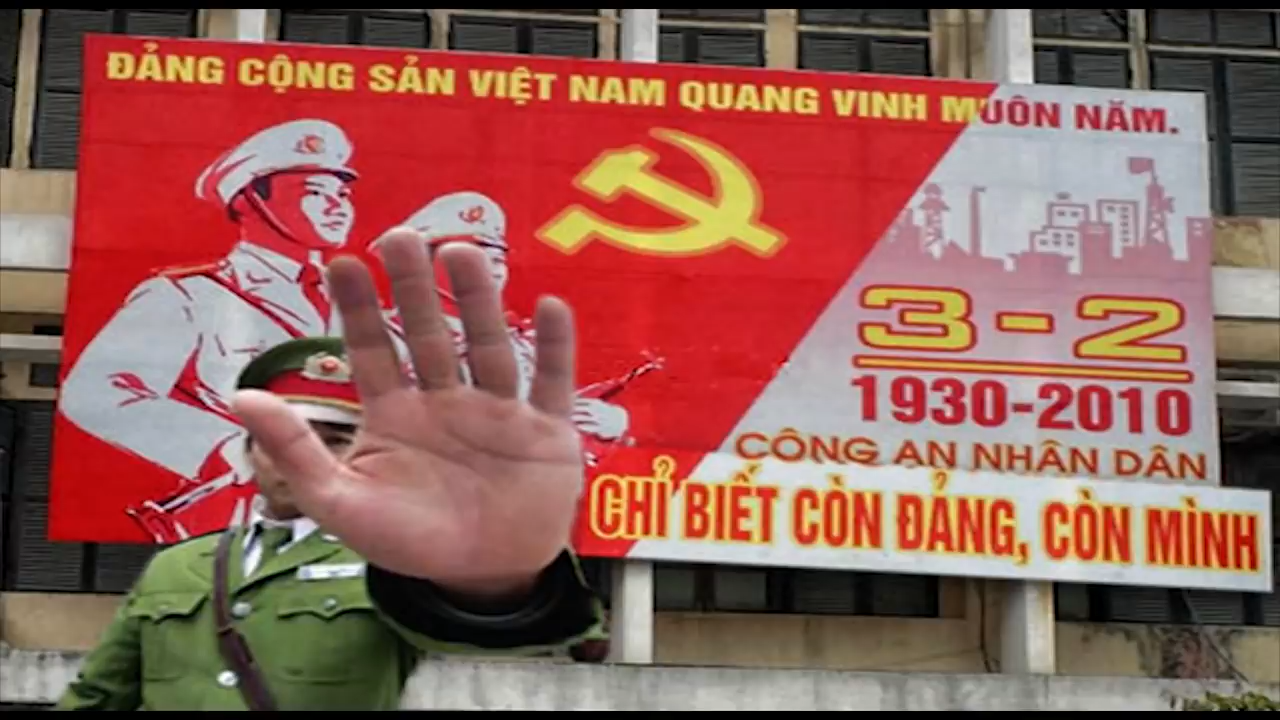 ĐẢNG CỘNG SẢN VIỆT NAM QUANG VINH MUÔN NĂM.
3-2
1930-2010
CÔNG AN NHÂN DÂN
CHỈ BIẾT CÒN ĐẢNG, CÒN MÌNH